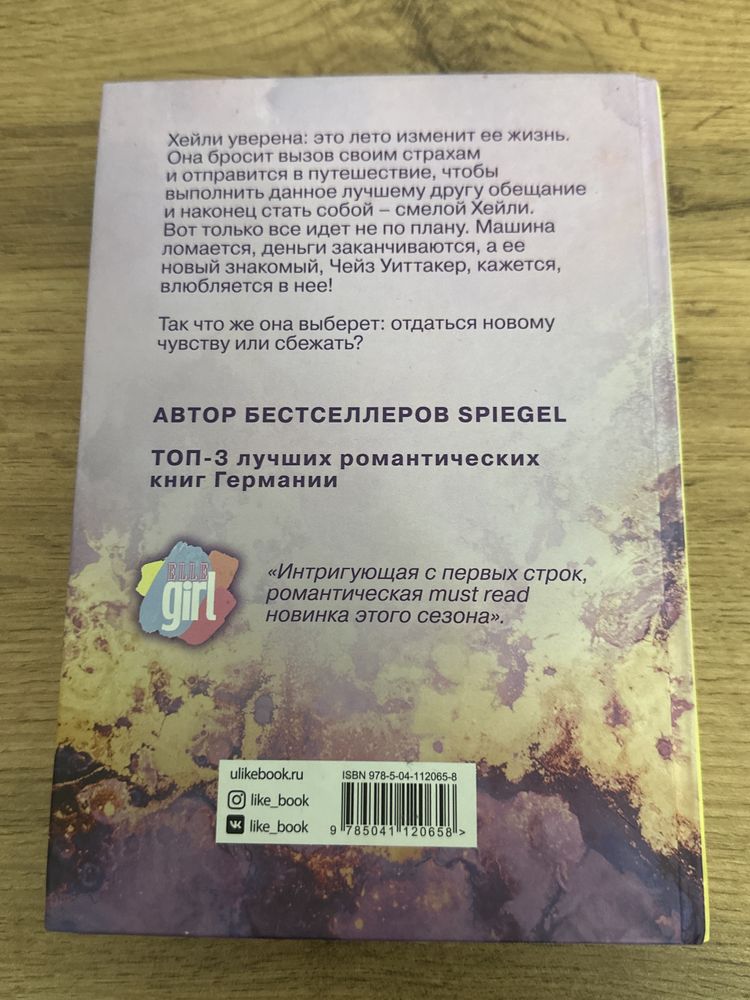 Хейли уверена: это лето изменит ее жизнь.
Она бросит вызов своим страхам
и отправится в путешествие, чтобы
выполнить данное лучшему другу обещание
и наконец стать собой – смелой Хейли.
Вот только все идет не по плану. Машина
ломается, деньги заканчиваются, а ее
новый знакомый, Чейз Уиттакер, кажется,
влюбляется в нее!
Так что же она выберет: отдаться новому
чувству или сбежать?
АВТОР БЕСТСЕЛЛЕРОВ SPIEGEL
ТОП-3 лучших романтических
книг Германии
ELLE
girl
«Интригующая с первых строк,
романтическая must read
новинка этого сезона».
ulikebook.ru
like_book
like_book
ISBN 978-5-04-112065-8
9 785041 120658 >